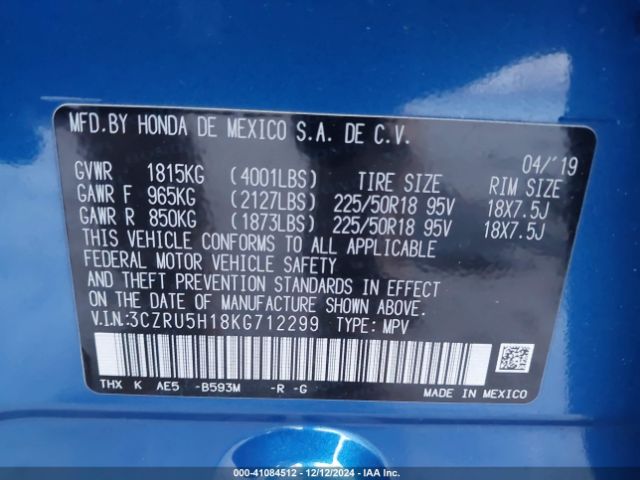 MFD.BY HONDA DE MEXICO S.A. DE C.V.
04/'19
GVWR 1815KG (4001LBS) TIRE SIZE RIM SIZE
GAWR F 965KG (2127LBS) 225/50R18 95V 18X7.5J
GAWR R 850KG (1873LBS) 225/50R18 95V 18X7.5J
THIS VEHICLE CONFORMS TO ALL APPLICABLE
FEDERAL MOTOR VEHICLE SAFETY
AND THEFT PREVENTION STANDARDS IN EFFECT
ON THE DATE OF MANUFACTURE SHOWN ABOVE.
V.I.N.:3CZRU5H18KG712299 TYPE: MPV
THX K AE5 -B593M -R -G
MADE IN MEXICO
000-41084512 - 12/12/2024 - IAA Inc.